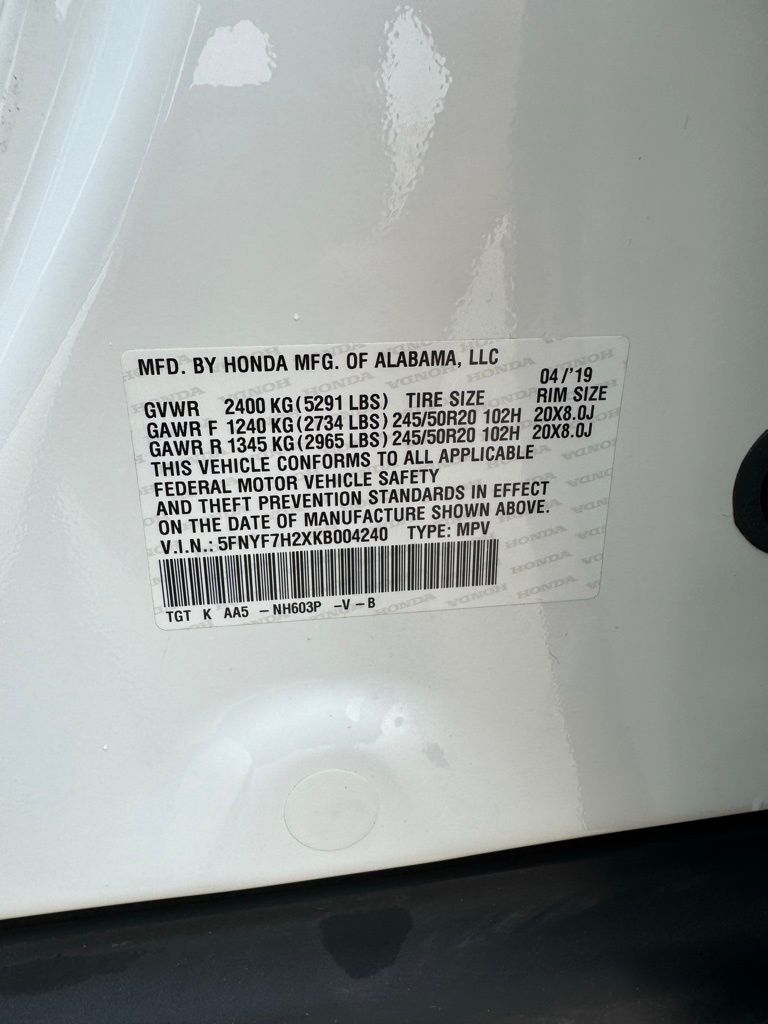 MFD. BY HONDA MFG. OF ALABAMA, LLC
04/'19
GVWR 2400 KG(5291 LBS) TIRE SIZE RIM SIZE
GAWR F 1240 KG(2734 LBS) 245/50R20 102H 20X8.0J
GAWR R 1345 KG(2965 LBS) 245/50R20 102H 20X8.0J
THIS VEHICLE CONFORMS TO ALL APPLICABLE
FEDERAL MOTOR VEHICLE SAFETY
AND THEFT PREVENTION STANDARDS IN EFFECT
ON THE DATE OF MANUFACTURE SHOWN ABOVE.
V.I.N.: 5FNYF7H2XKB004240 TYPE: MPV
TGT K AA5 -NH603P -V-B